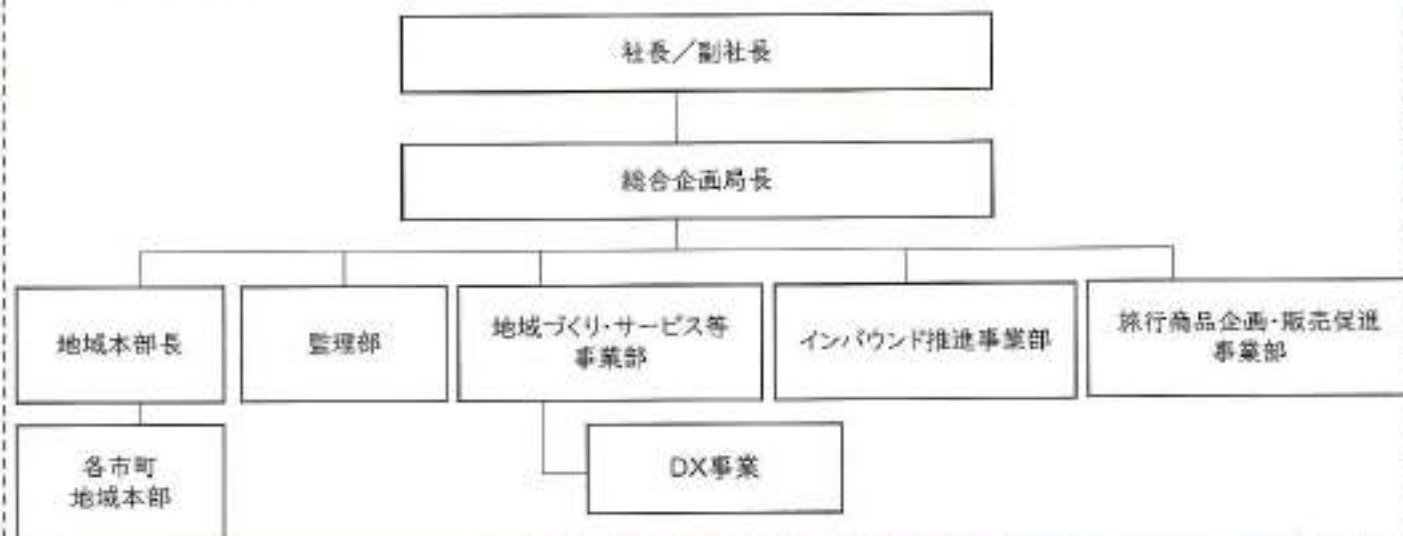 社長／副社長
総合企画局長
地域本部長
監理部
地域づくり・サービス等
事業部
インバウンド推進事業部
旅行商品企画・販売促進
事業部
各市町
地域本部
DX事業